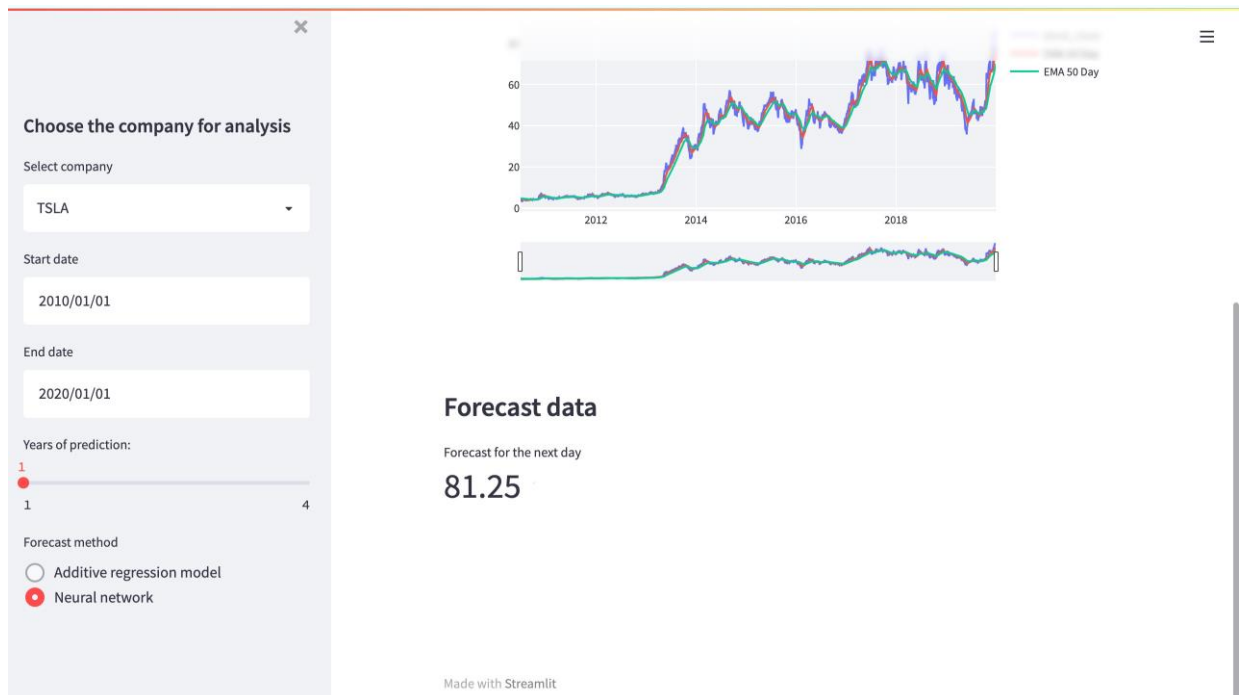 ×
Choose the company for analysis
Select company
TSLA
Start date
2010/01/01
End date
2020/01/01
Years of prediction:
1
1 4
Forecast method
Additive regression model
Neural network
EMA 50 Day
60
40
20
0
2012 2014 2016 2018
Forecast data
Forecast for the next day
81.25
Made with Streamlit